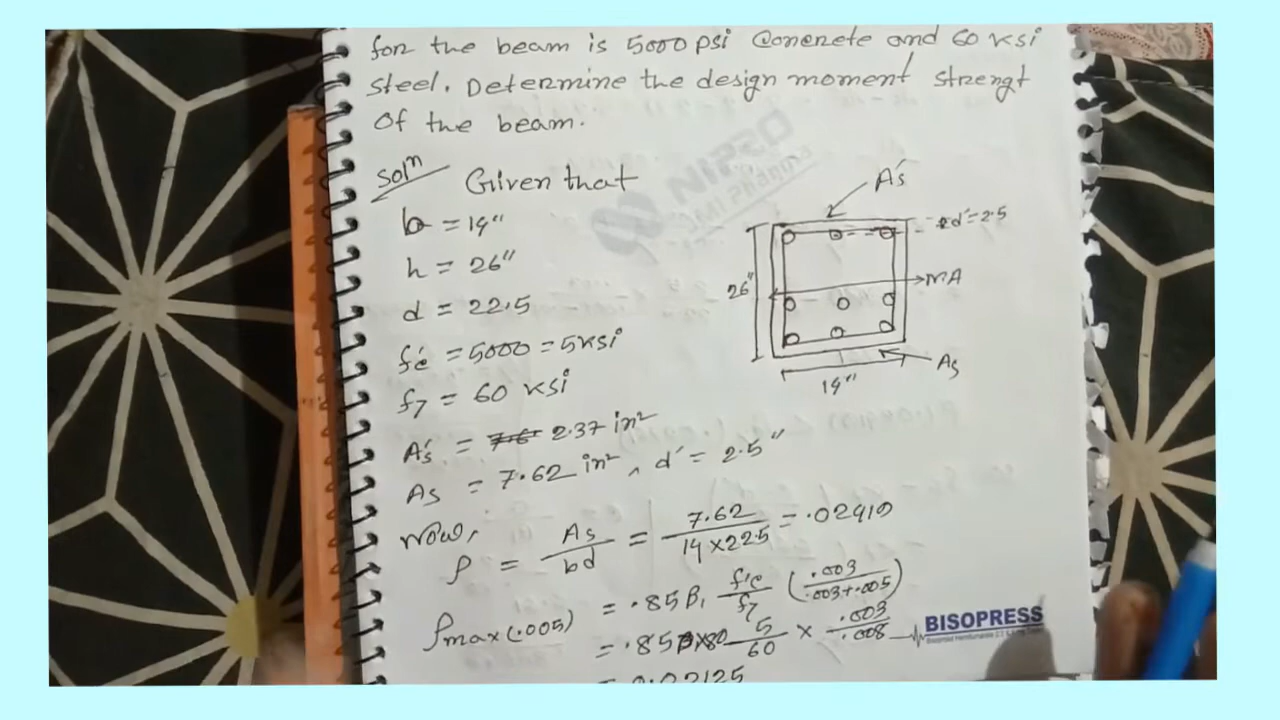 for the beam is 5000 psi Concrete and 60 ksi
steel. Determine the design moment strengt
Of the beam.
Soln Given that
b = 14"
h = 26"
d = 22.5
f'c = 5000 = 5ksi
fy = 60 ksi
A's = 2.37 in²
As = 7.62 in², d' = 2.5"
A's
d'=2.5
26"
NA
As
14"
Now,
ρ = As/bd = 7.62/14×22.5 = .02419
ρmax(.005) = .85β₁ f'c/fy (.003/.003+.005)
= .85×.80 5/60 × .003/.008
= 0.02125
NIPRO
BISOPRESS